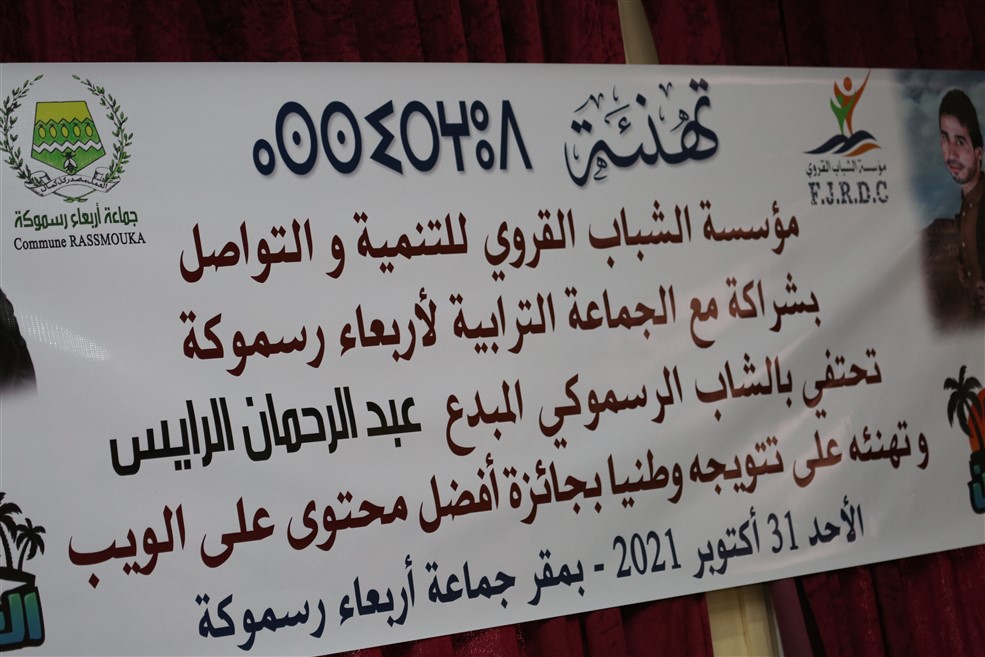 تهنئة
جماعة أربعاء رسموكة
Commune RASSMOUKA
مؤسسة الشباب القروي
F.J.R.D.C
مؤسسة الشباب القروي للتنمية و التواصل
بشراكة مع الجماعة الترابية لأربعاء رسموكة
تحتفي بالشاب الرسموكي المبدع عبد الرحمان الرايس
و تهنئه على تتويجه وطنيا بجائزة أفضل محتوى على الويب
الأحد 31 أكتوبر 2021 - بمقر جماعة أربعاء رسموكة